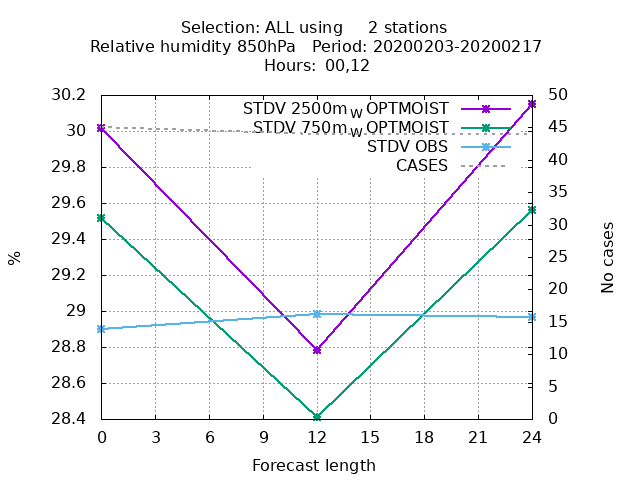 Selection: ALL using     2 stations
Relative humidity 850hPa   Period: 20200203-20200217
Hours: 00,12
STDV 2500m_W OPTMOIST
STDV 750m_W OPTMOIST
STDV OBS
CASES
30.2
30
29.8
29.6
29.4
29.2
29
28.8
28.6
28.4
%
50
45
40
35
30
25
20
15
10
5
0
No cases
0 3 6 9 12 15 18 21 24
Forecast length